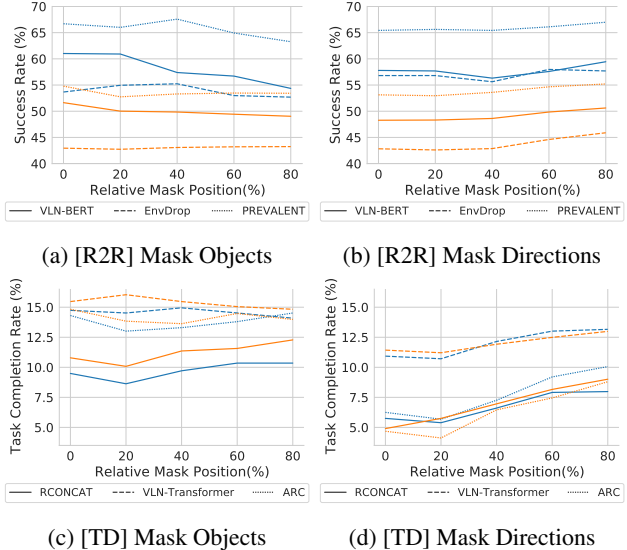 70
65
60
55
50
45
40
Success Rate (%)
0 20 40 60 80
Relative Mask Position(%)
VLN-BERT EnvDrop PREVALENT
(a) [R2R] Mask Objects
70
65
60
55
50
45
40
Success Rate (%)
0 20 40 60 80
Relative Mask Position(%)
VLN-BERT EnvDrop PREVALENT
(b) [R2R] Mask Directions
15.0
12.5
10.0
7.5
5.0
Task Completion Rate (%)
0 20 40 60 80
Relative Mask Position(%)
RCONCAT VLN-Transformer ARC
(c) [TD] Mask Objects
15.0
12.5
10.0
7.5
5.0
Task Completion Rate (%)
0 20 40 60 80
Relative Mask Position(%)
RCONCAT VLN-Transformer ARC
(d) [TD] Mask Directions